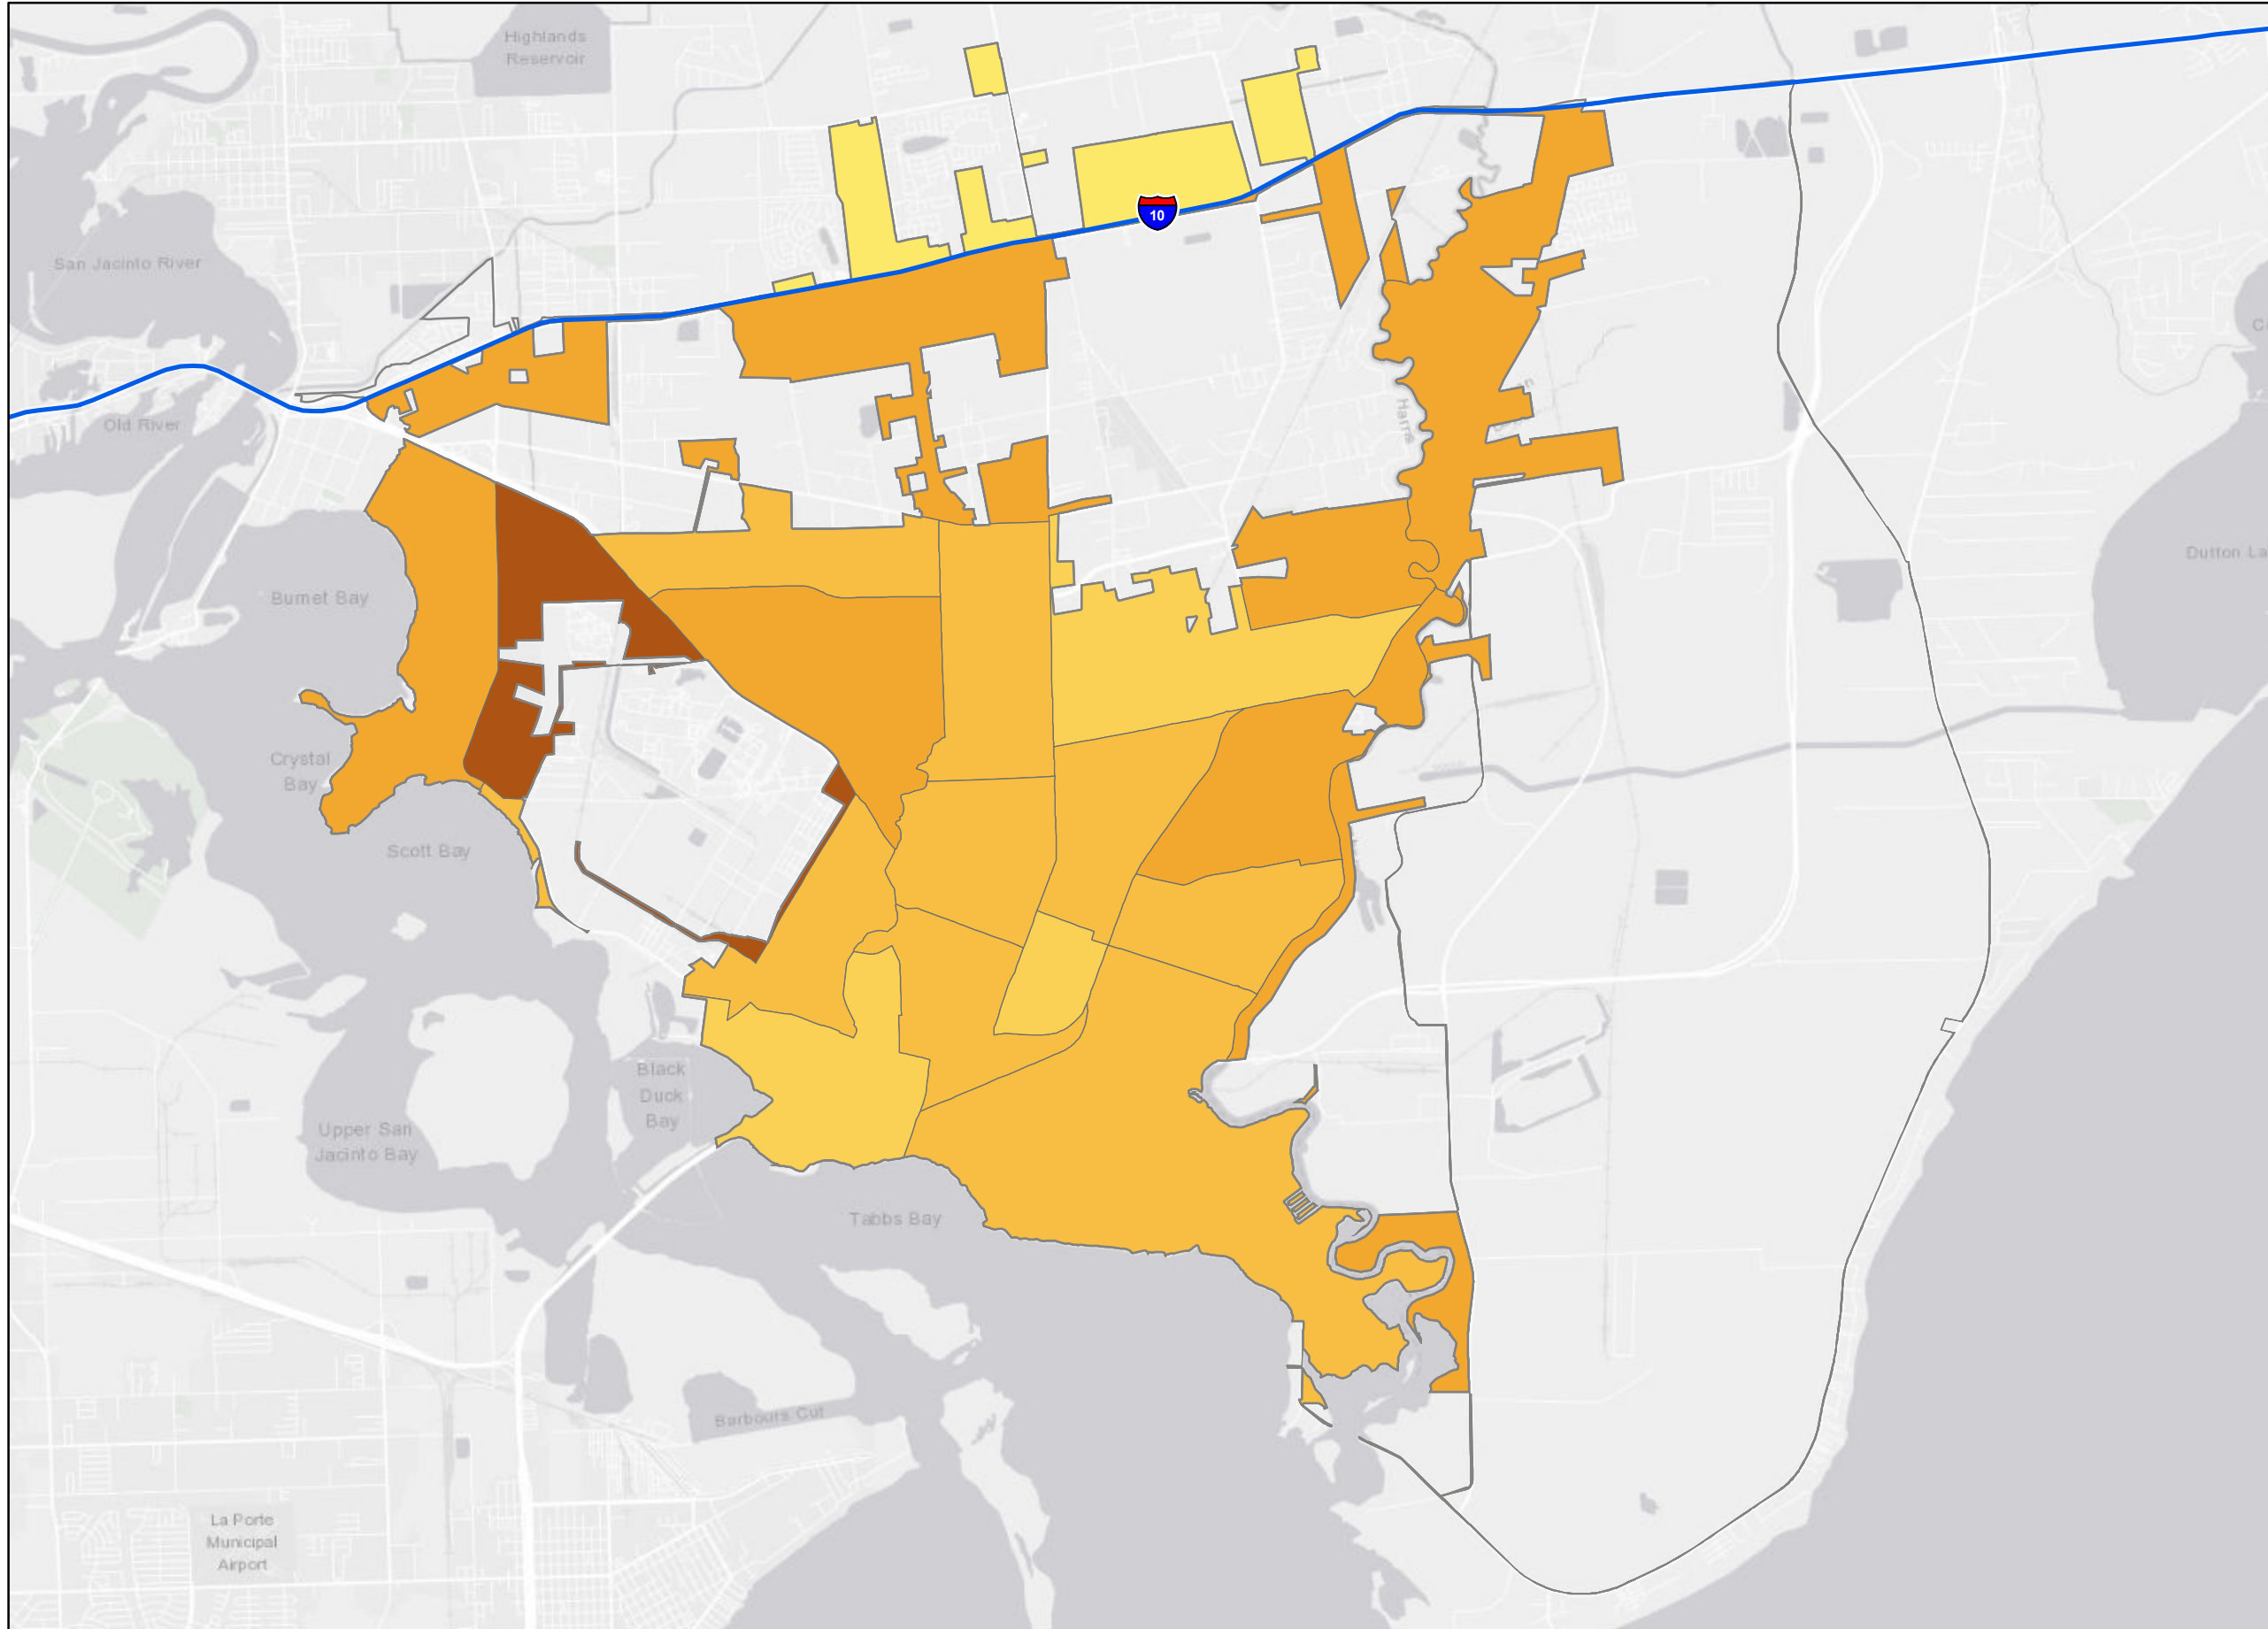 Highlands
Reservoir
10
San Jacinto River
Old River
Harris
Dutton La
Burnet Bay
Crystal
Bay
Scott Bay
Black
Duck
Bay
Upper San
Jacinto Bay
Tabbs Bay
Barbours Cut
La Porte
Municipal
Airport